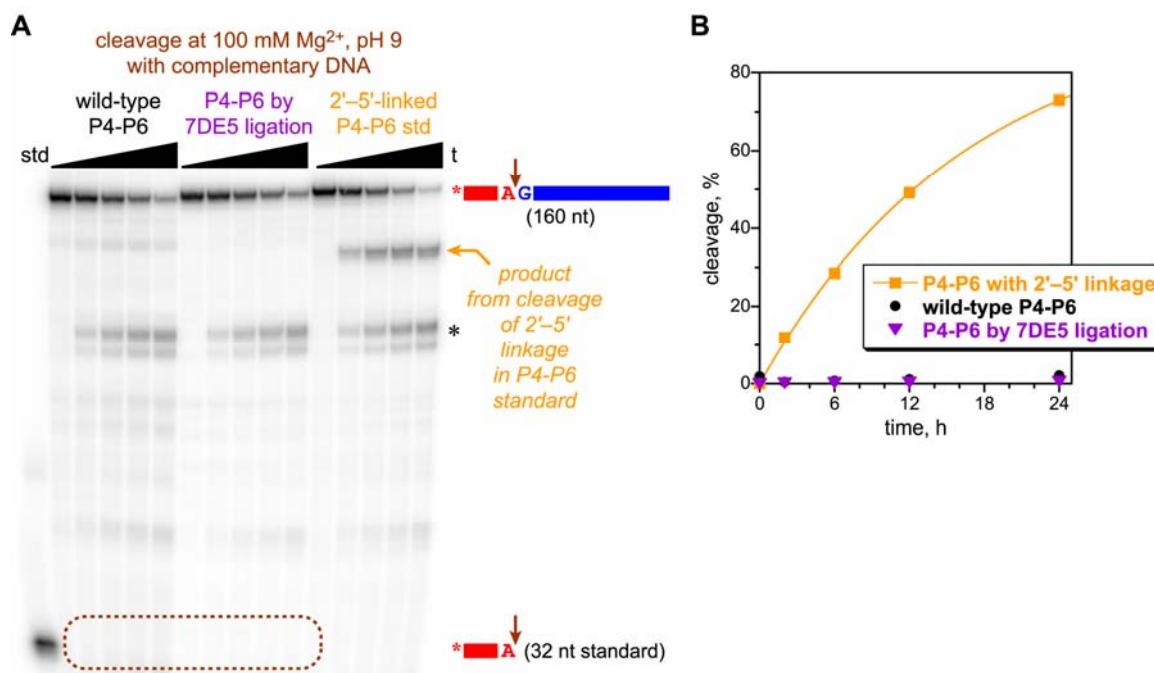 A
cleavage at 100 mM Mg²⁺, pH 9
with complementary DNA
wild-type
P4-P6
P4-P6 by
7DE5 ligation
2'–5'-linked
P4-P6 std
std
t
* A G
(160 nt)
product
from cleavage
of 2'–5'
linkage
in P4-P6
standard
*
* A (32 nt standard)
B
80
60
40
20
0
cleavage, %
0 6 12 18 24
time, h
P4-P6 with 2'–5' linkage
wild-type P4-P6
P4-P6 by 7DE5 ligation